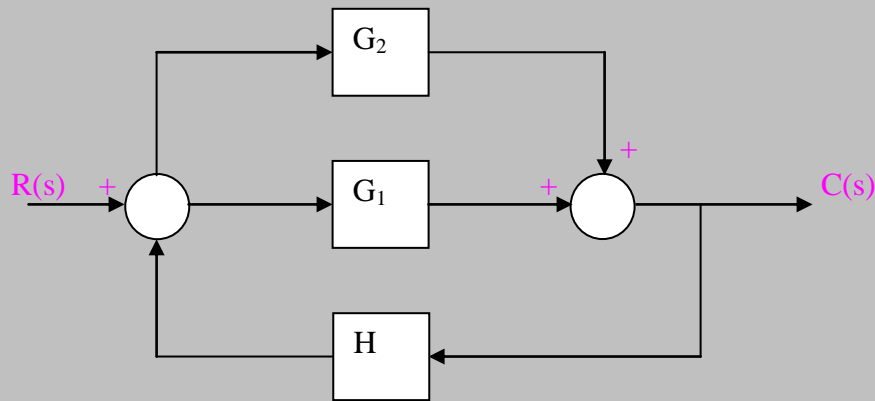 G₂
+
R(s) + G₁ + C(s)
H